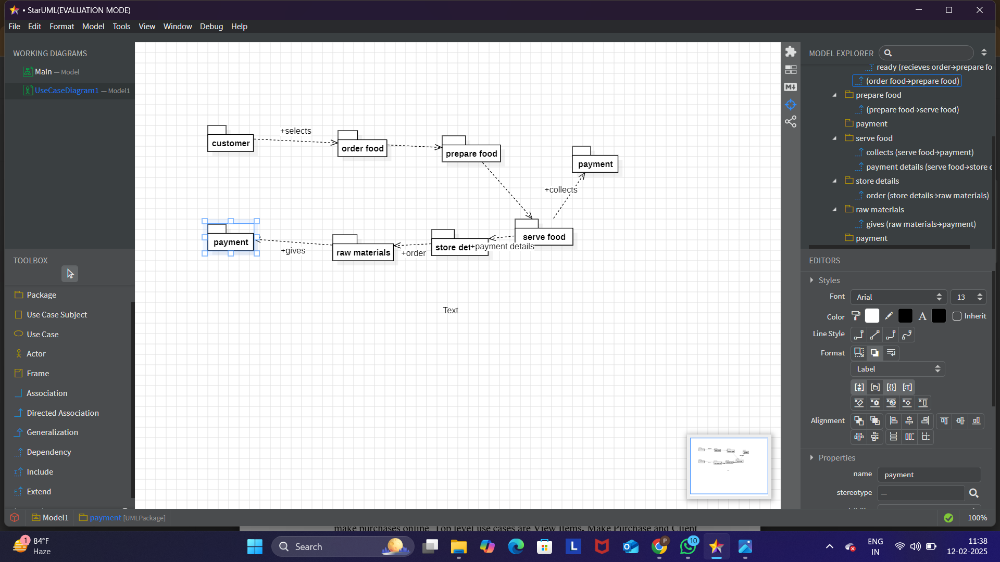 • StarUML(EVALUATION MODE)
File Edit Format Model Tools View Window Debug Help
WORKING DIAGRAMS
Main — Model
UseCaseDiagram1 — Model1
TOOLBOX
Package
Use Case Subject
Use Case
Actor
Frame
Association
Directed Association
Generalization
Dependency
Include
Extend
customer
+selects
order food
prepare food
payment
+collects
payment
+gives
raw materials
+order
store det
+payment details
serve food
Text
MODEL EXPLORER
ready (recieves order→prepare fo
(order food→prepare food)
prepare food
(prepare food→serve food)
payment
serve food
collects (serve food→payment)
payment details (serve food→store
store details
order (store details→raw materials)
raw materials
gives (raw materials→payment)
payment
EDITORS
Styles
Font Arial 13
Color A Inherit
Line Style
Format
Label
Alignment
Properties
name payment
stereotype —
Model1 payment [UMLPackage]
100%
make purchases online. Top level use cases are View Items, Make Purchase and Client
1
84°F
Haze
Search
L
P
10
ENG
IN
11:38
12-02-2025